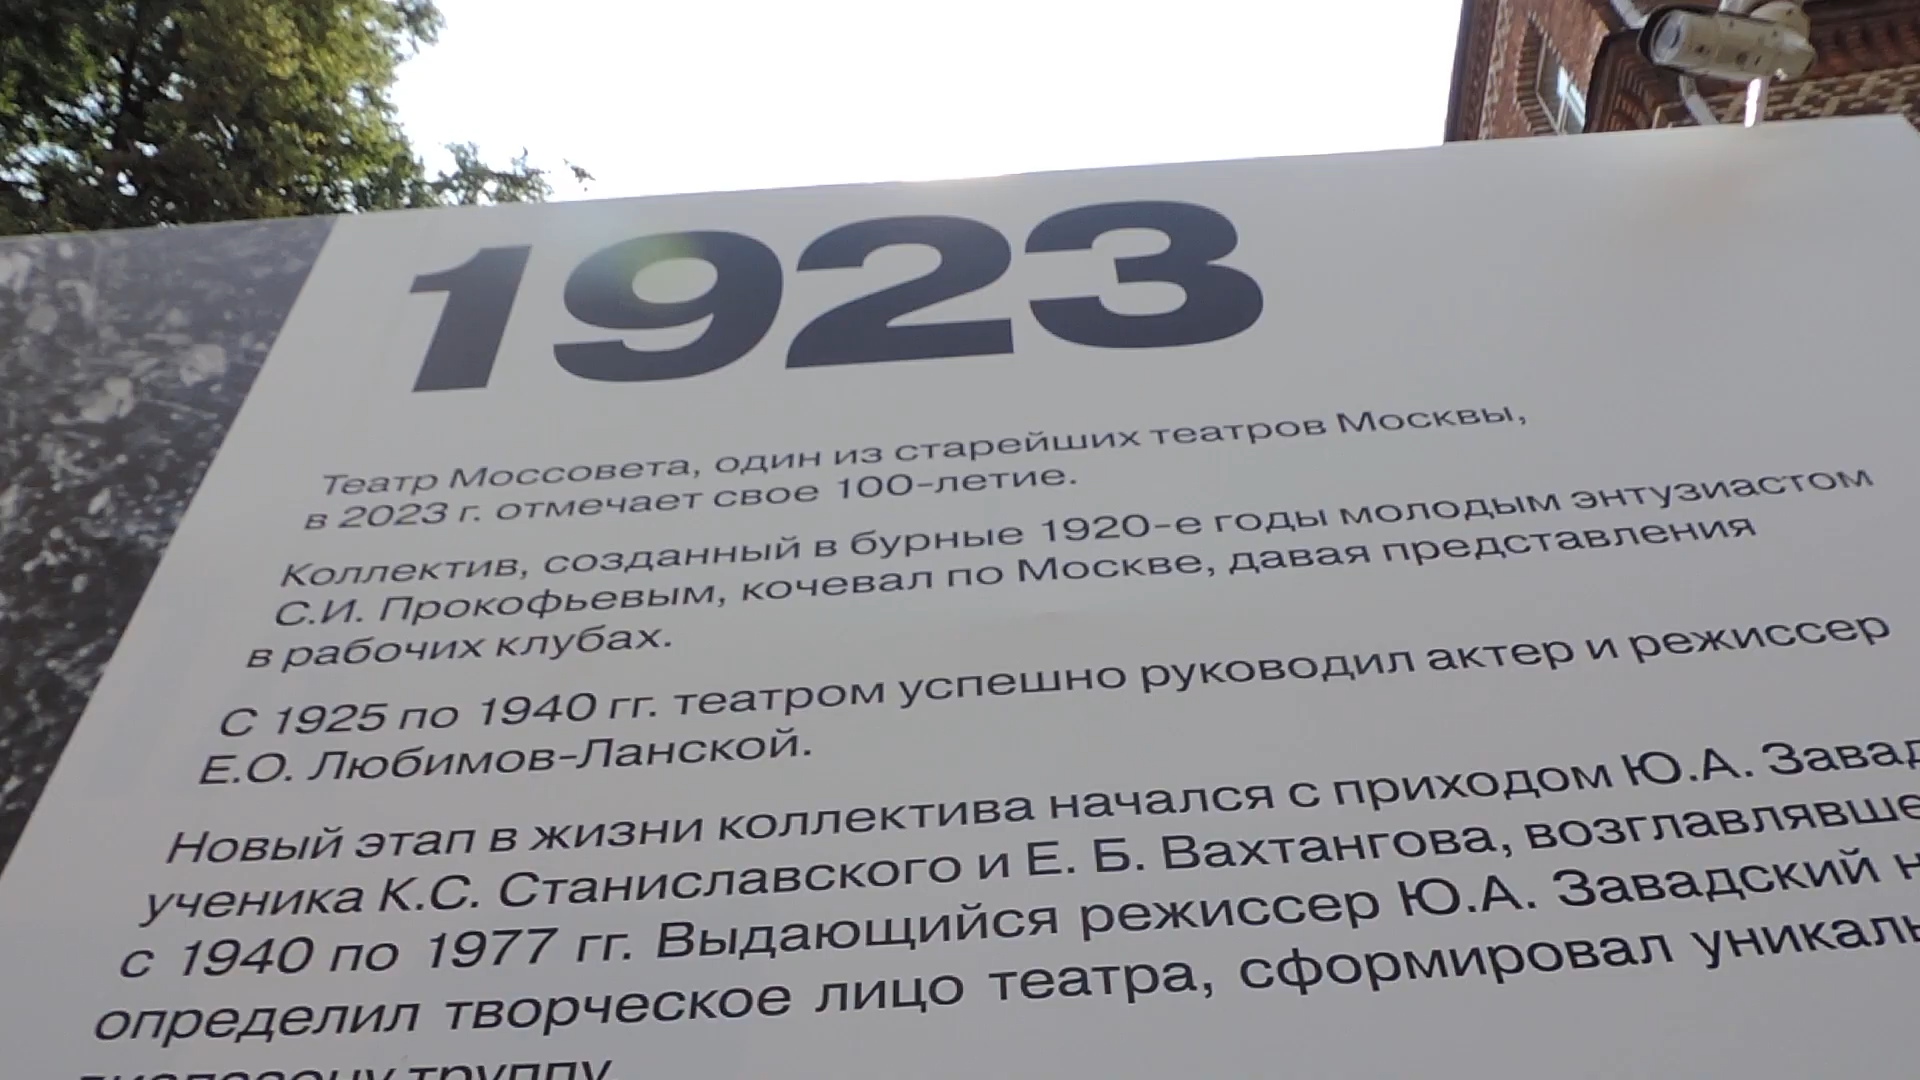 1923
Театр Моссовета, один из старейших театров Москвы,
в 2023 г. отмечает свое 100-летие.
Коллектив, созданный в бурные 1920-е годы молодым энтузиастом
С.И. Прокофьевым, кочевал по Москве, давая представления
в рабочих клубах.
С 1925 по 1940 гг. театром успешно руководил актер и режиссер
Е.О. Любимов-Ланской.
Новый этап в жизни коллектива начался с приходом Ю.А.
ученика К.С. Станиславского и Е. Б. Вахтангова,
с 1940 по 1977 гг. Выдающийся режиссер Ю.А. Завадский
определил творческое лицо театра, сформировал
труппу